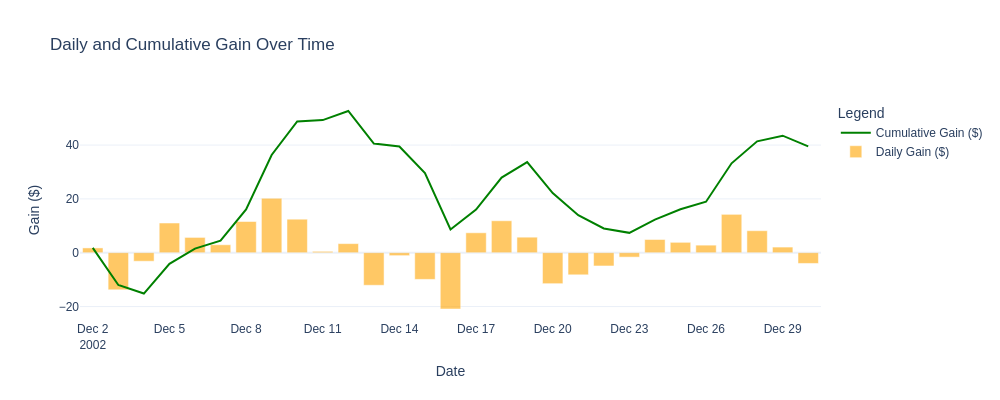 Daily and Cumulative Gain Over Time
Legend
Cumulative Gain ($)
Daily Gain ($)
Gain ($)
40
20
0
−20
Dec 2
2002
Dec 5
Dec 8
Dec 11
Dec 14
Dec 17
Dec 20
Dec 23
Dec 26
Dec 29
Date